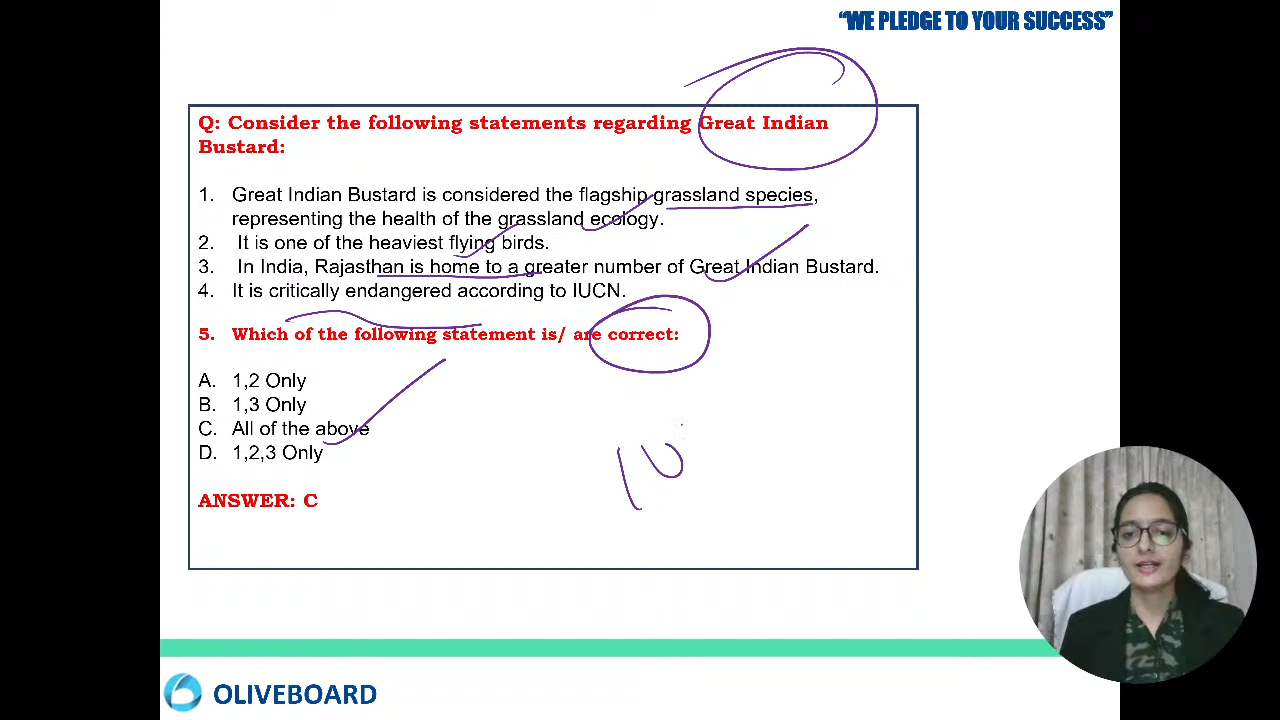 “WE PLEDGE TO YOUR SUCCESS”
Q: Consider the following statements regarding Great Indian
Bustard:
1. Great Indian Bustard is considered the flagship grassland species,
representing the health of the grassland ecology.
2. It is one of the heaviest flying birds.
3. In India, Rajasthan is home to a greater number of Great Indian Bustard.
4. It is critically endangered according to IUCN.
5. Which of the following statement is/ are correct:
A. 1,2 Only
B. 1,3 Only
C. All of the above
D. 1,2,3 Only
ANSWER: C
OLIVEBOARD